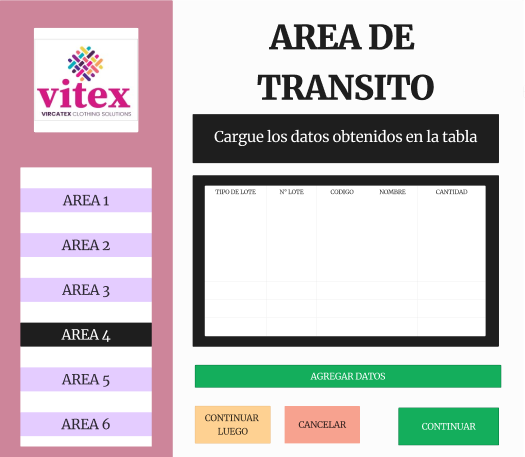 vitex
VIRCATEX CLOTHING SOLUTIONS
AREA 1
AREA 2
AREA 3
AREA 4
AREA 5
AREA 6
AREA DE
TRANSITO
Cargue los datos obtenidos en la tabla
TIPO DE LOTE N° LOTE CODIGO NOMBRE CANTIDAD
AGREGAR DATOS
CONTINUAR
LUEGO
CANCELAR
CONTINUAR